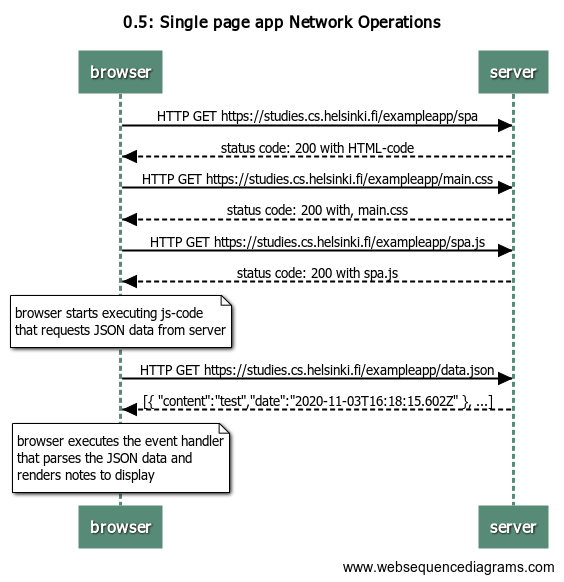 0.5: Single page app Network Operations
browser
server
HTTP GET https://studies.cs.helsinki.fi/exampleapp/spa
status code: 200 with HTML-code
HTTP GET https://studies.cs.helsinki.fi/exampleapp/main.css
status code: 200 with, main.css
HTTP GET https://studies.cs.helsinki.fi/exampleapp/spa.js
status code: 200 with spa.js
browser starts executing js-code
that requests JSON data from server
HTTP GET https://studies.cs.helsinki.fi/exampleapp/data.json
[{ "content":"test","date":"2020-11-03T16:18:15.602Z" }, ...]
browser executes the event handler
that parses the JSON data and
renders notes to display
browser
server
www.websequencediagrams.com